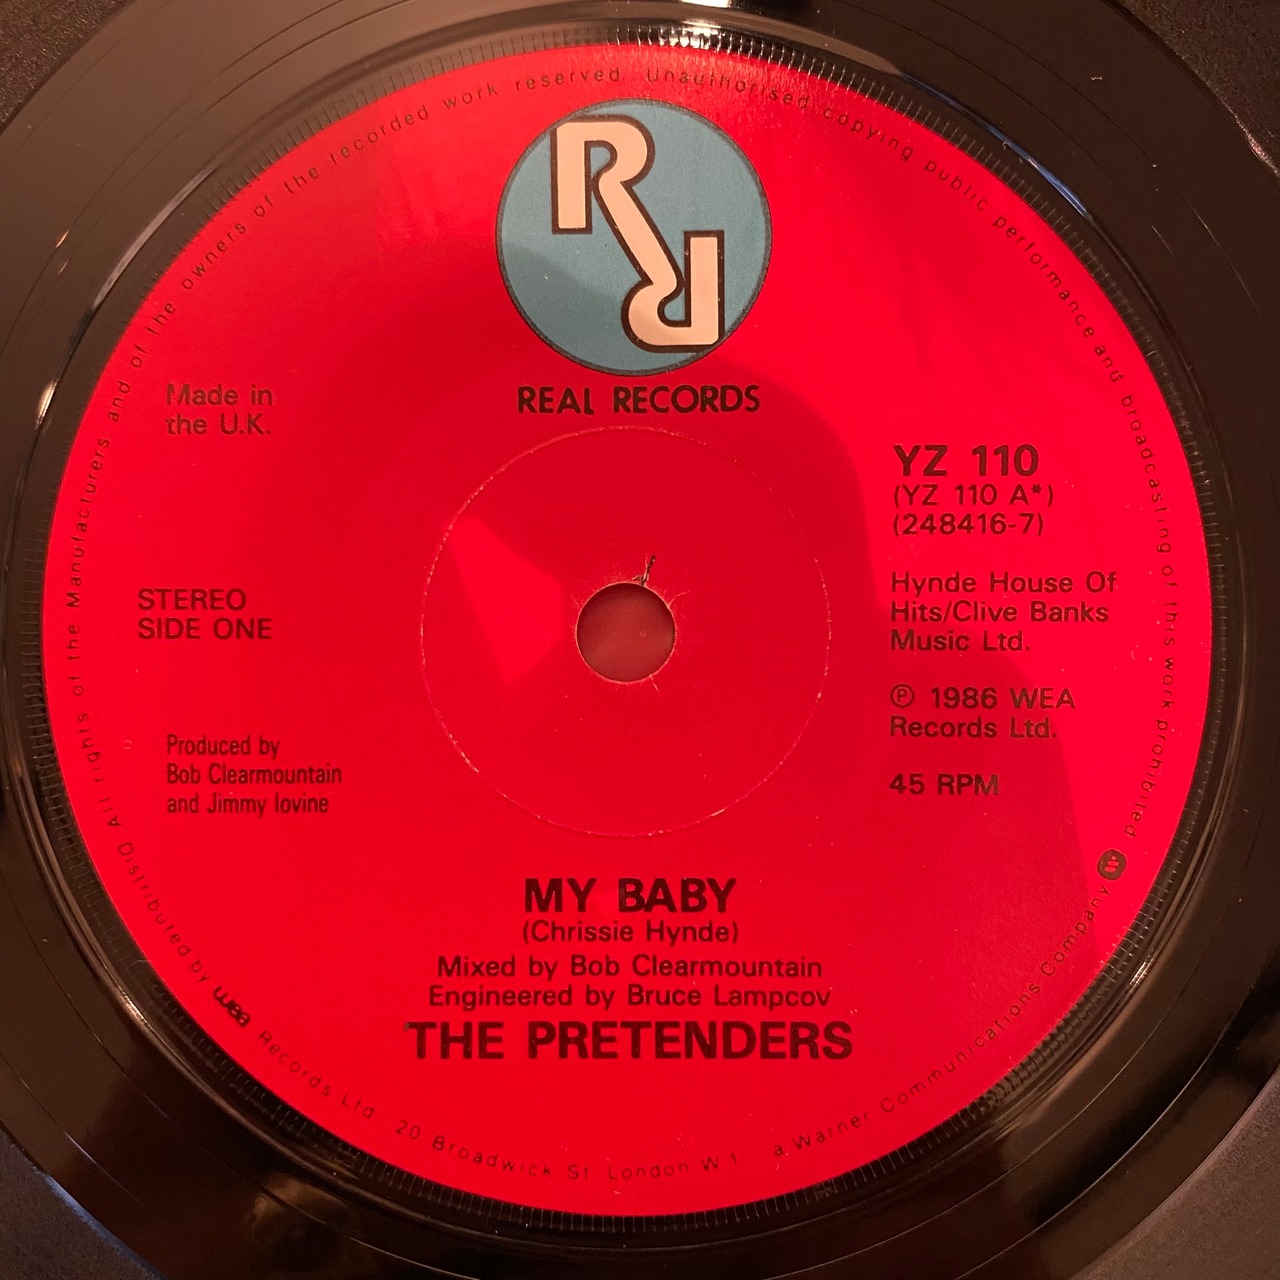 All rights of the Manufacturers and of the owners of the recorded work reserved Unauthorised copying public performance and broadcasting of this work prohibited
RR
REAL RECORDS
Made in
the U.K.
YZ 110
(YZ 110 A*)
(248416-7)
STEREO
SIDE ONE
Hynde House Of
Hits/Clive Banks
Music Ltd.
℗ 1986 WEA
Records Ltd.
45 RPM
Produced by
Bob Clearmountain
and Jimmy Iovine
MY BABY
(Chrissie Hynde)
Mixed by Bob Clearmountain
Engineered by Bruce Lampcov
THE PRETENDERS
Distributed by wea Records Ltd. 20 Broadwick St London W 1 a Warner Communications Company